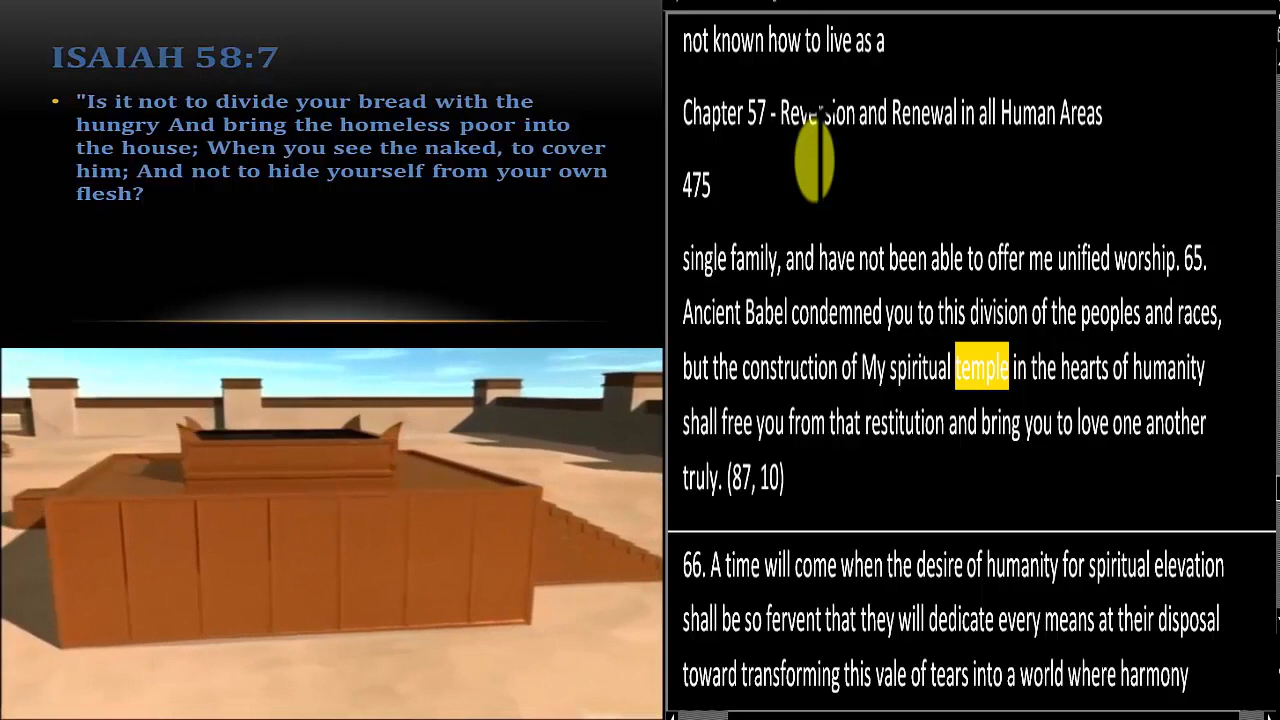 ISAIAH 58:7
• "Is it not to divide your bread with the
hungry And bring the homeless poor into
the house; When you see the naked, to cover
him; And not to hide yourself from your own
flesh?
not known how to live as a
Chapter 57 - Reversion and Renewal in all Human Areas
475
single family, and have not been able to offer me unified worship. 65.
Ancient Babel condemned you to this division of the peoples and races,
but the construction of My spiritual temple in the hearts of humanity
shall free you from that restitution and bring you to love one another
truly. (87, 10)
66. A time will come when the desire of humanity for spiritual elevation
shall be so fervent that they will dedicate every means at their disposal
toward transforming this vale of tears into a world where harmony